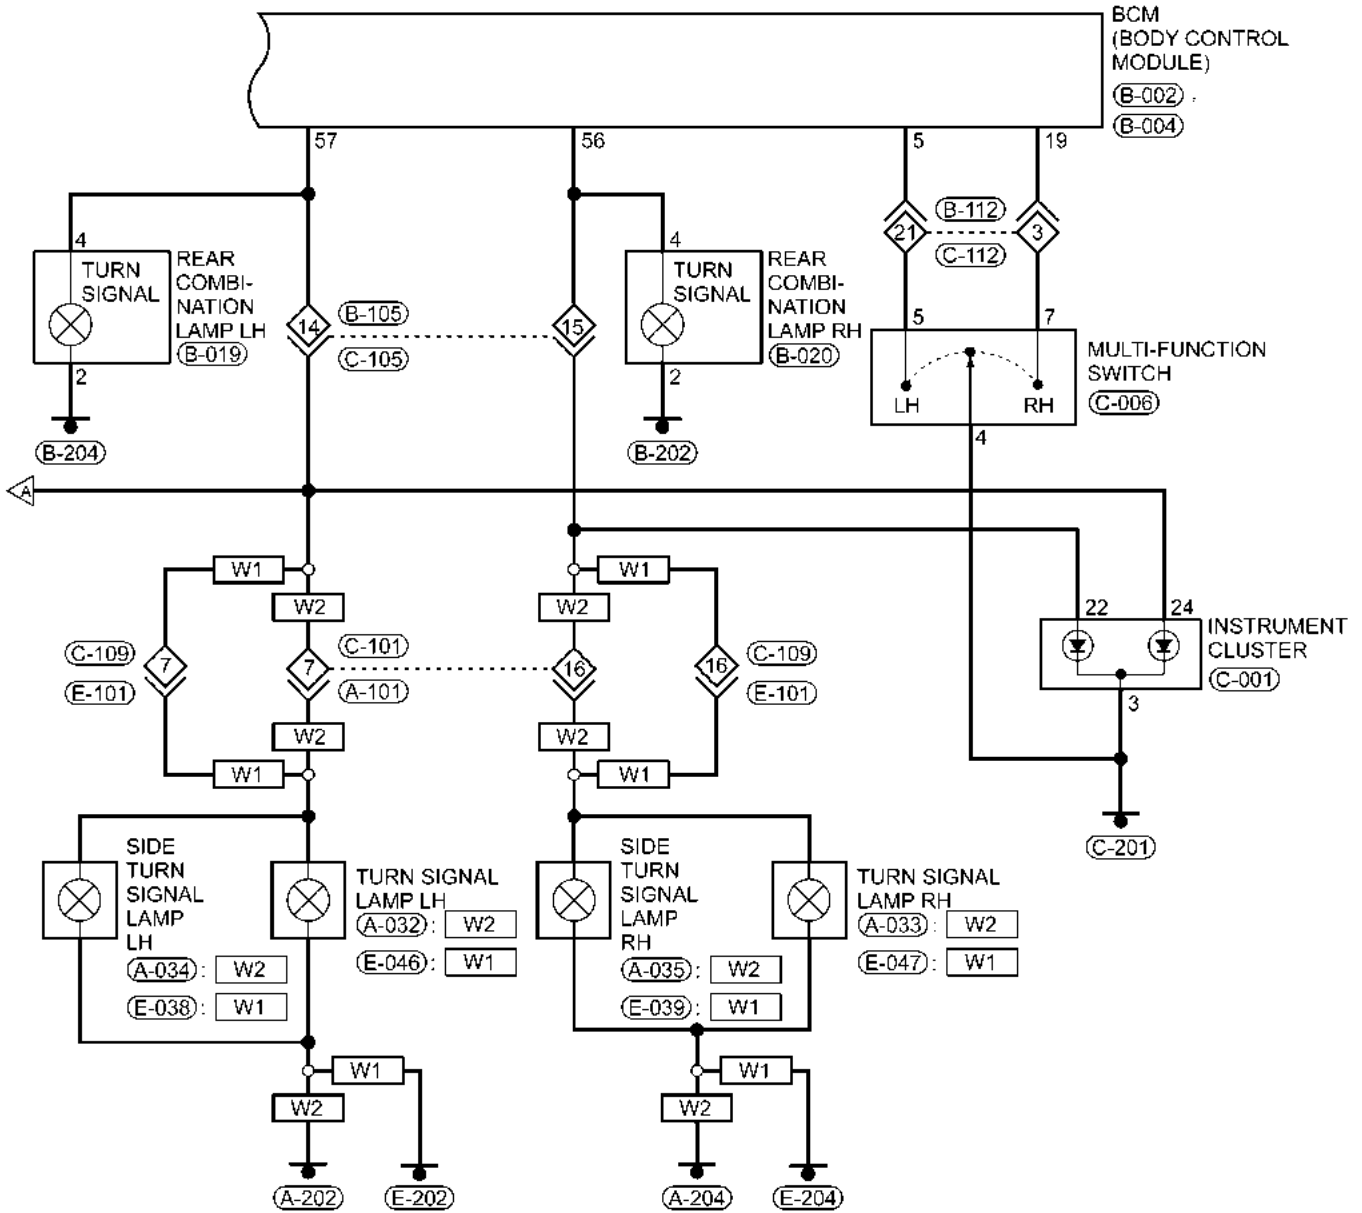 BCM
(BODY CONTROL
MODULE)
B-002 ,
B-004
57
56
5
19
B-112
21
3
C-112
4
TURN
SIGNAL
REAR
COMBI-
NATION
LAMP LH
B-019
2
B-204
14
B-105
C-105
15
4
TURN
SIGNAL
REAR
COMBI-
NATION
LAMP RH
B-020
2
B-202
5
7
LH
RH
MULTI-FUNCTION
SWITCH
C-006
4
A
W1
W2
W1
W2
22
24
INSTRUMENT
CLUSTER
C-001
3
C-109
7
E-101
C-101
7
A-101
16
16
C-109
E-101
W2
W1
W2
W1
C-201
SIDE
TURN
SIGNAL
LAMP
LH
A-034: W2
E-038: W1
TURN SIGNAL
LAMP LH
A-032: W2
E-046: W1
SIDE
TURN
SIGNAL
LAMP
RH
A-035: W2
E-039: W1
TURN SIGNAL
LAMP RH
A-033: W2
E-047: W1
W1
W2
W1
W2
A-202
E-202
A-204
E-204